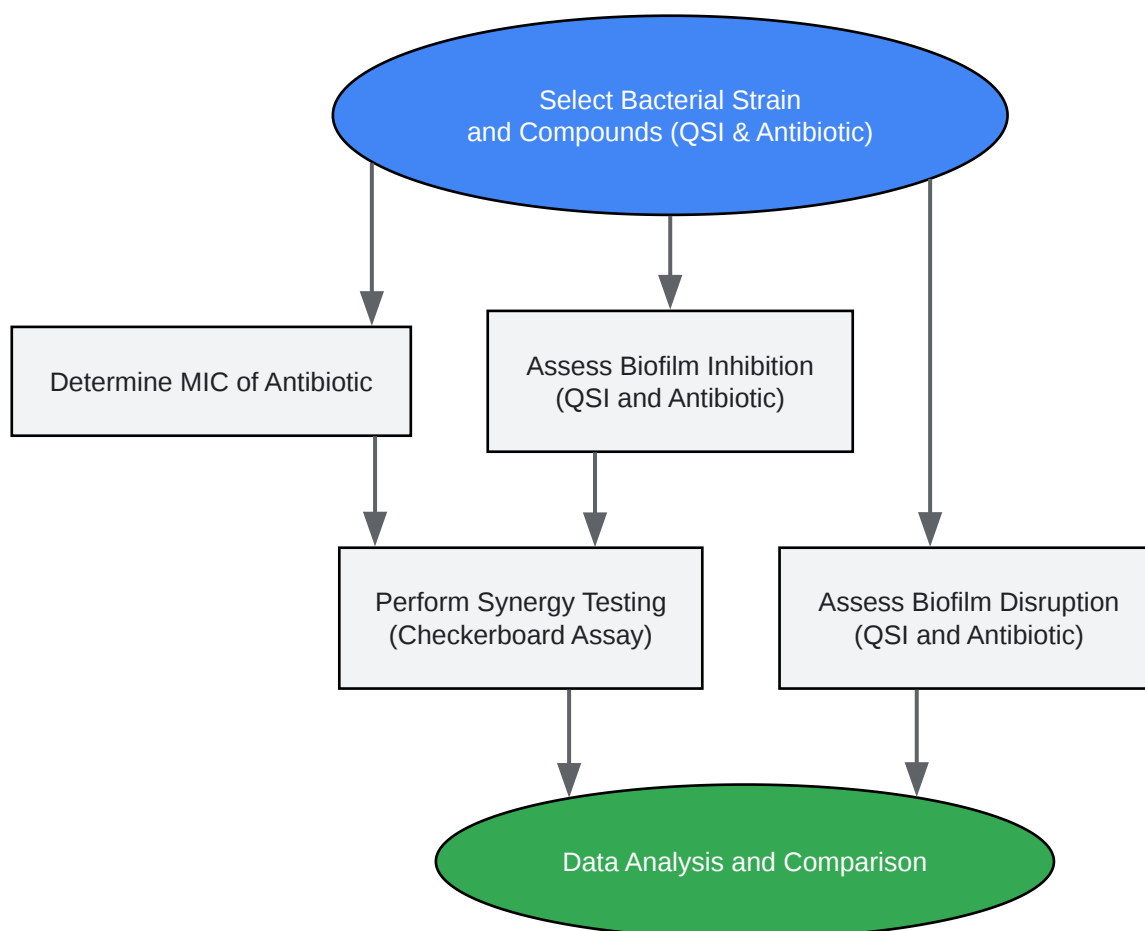 Select Bacterial Strain
and Compounds (QSI & Antibiotic)
Determine MIC of Antibiotic
Assess Biofilm Inhibition
(QSI and Antibiotic)
Perform Synergy Testing
(Checkerboard Assay)
Assess Biofilm Disruption
(QSI and Antibiotic)
Data Analysis and Comparison